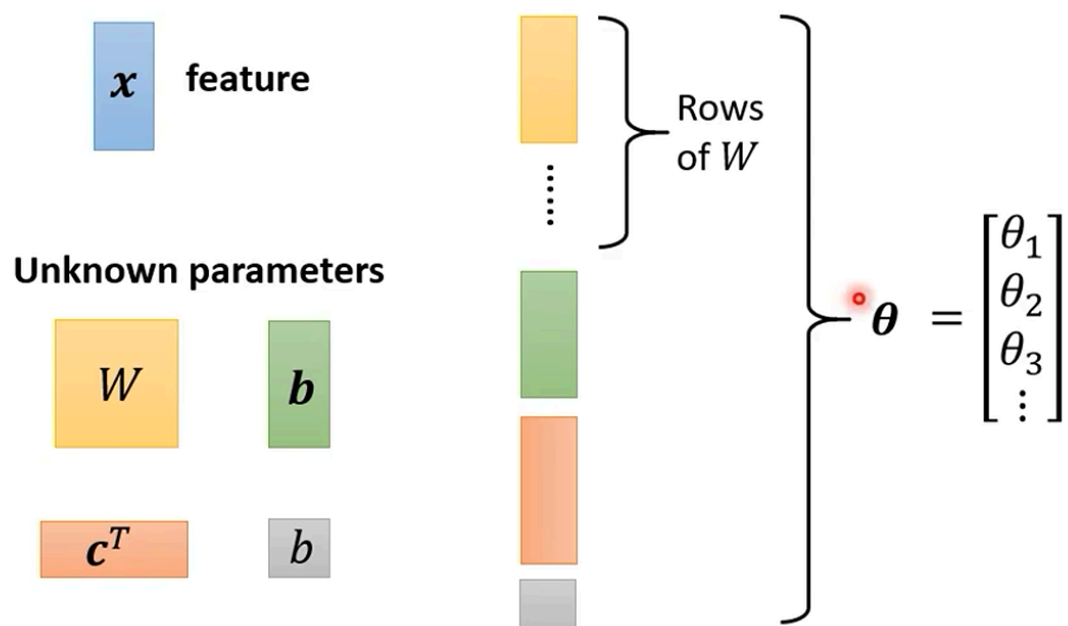 x feature
Rows
of W
Unknown parameters
W b
c^T b
θ = [θ₁
θ₂
θ₃
⋮]